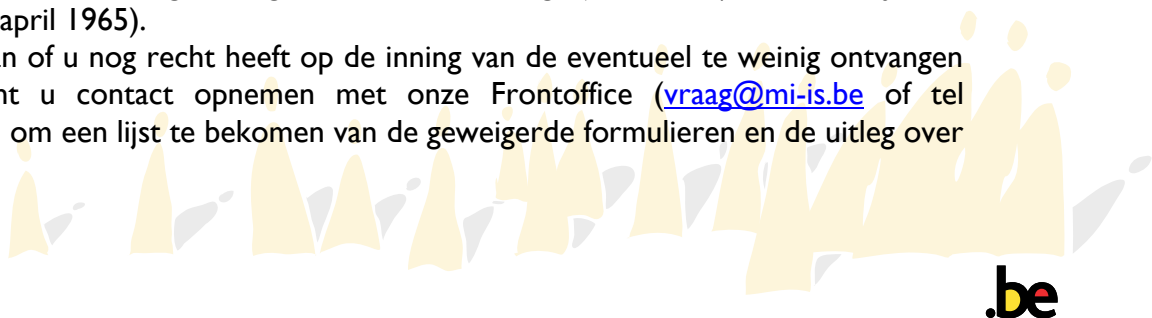 april 1965).
of u nog recht heeft op de inning van de eventueel te weinig ontvangen
u contact opnemen met onze Frontoffice (vraag@mi-is.be of tel
om een lijst te bekomen van de geweigerde formulieren en de uitleg over
.be